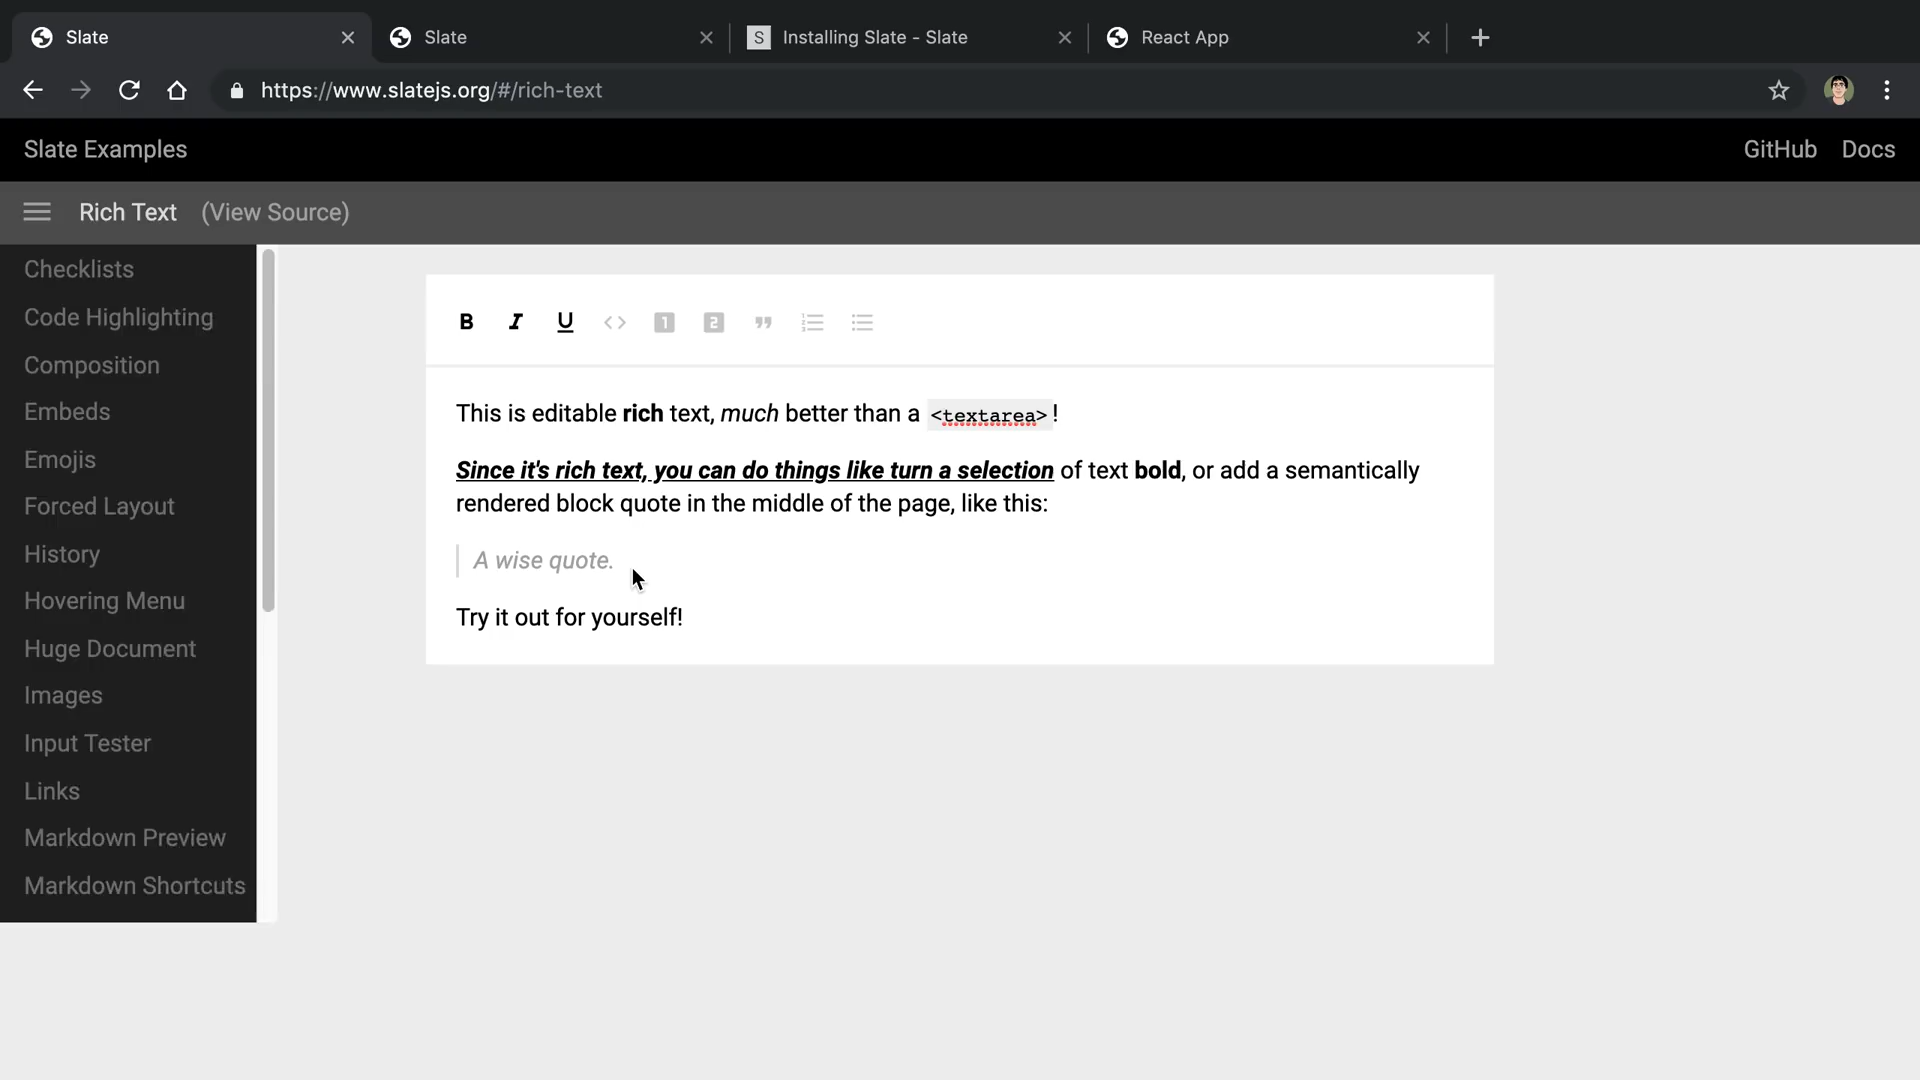 Slate
Slate
S Installing Slate - Slate
React App
https://www.slatejs.org/#/rich-text
Slate Examples
GitHub Docs
Rich Text (View Source)
Checklists
Code Highlighting
Composition
Embeds
Emojis
Forced Layout
History
Hovering Menu
Huge Document
Images
Input Tester
Links
Markdown Preview
Markdown Shortcuts
B I U <> 1 2 ”
This is editable rich text, much better than a <textarea>!
Since it's rich text, you can do things like turn a selection of text bold, or add a semantically
rendered block quote in the middle of the page, like this:
A wise quote.
Try it out for yourself!